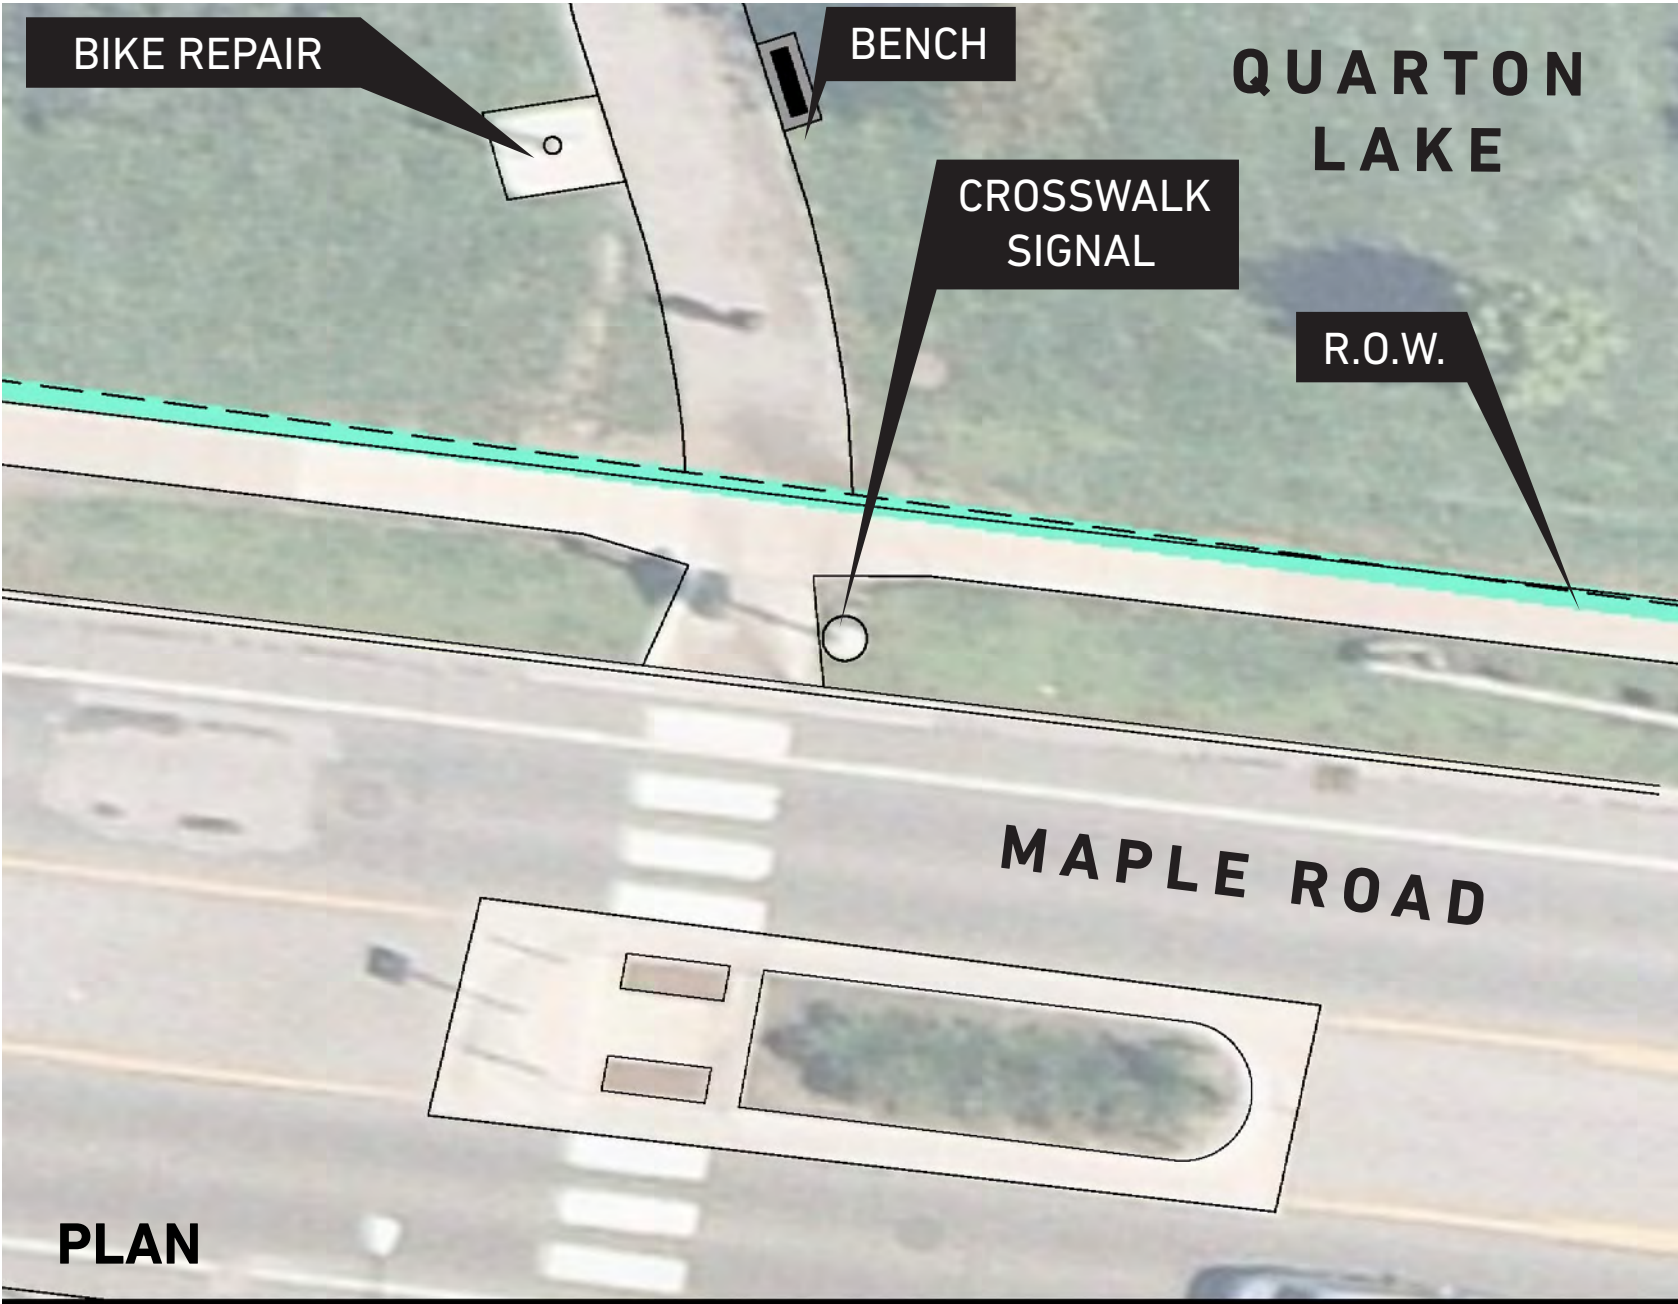 BIKE REPAIR
BENCH
QUARTON
LAKE
CROSSWALK
SIGNAL
R.O.W.
MAPLE ROAD
PLAN